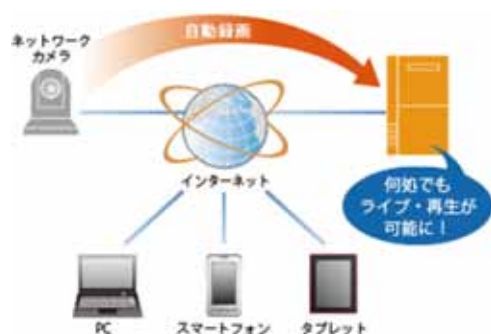 自動録画
ネットワーク
カメラ
インターネット
何処でも
ライブ・再生が
可能に！
PC
スマートフォン
タブレット